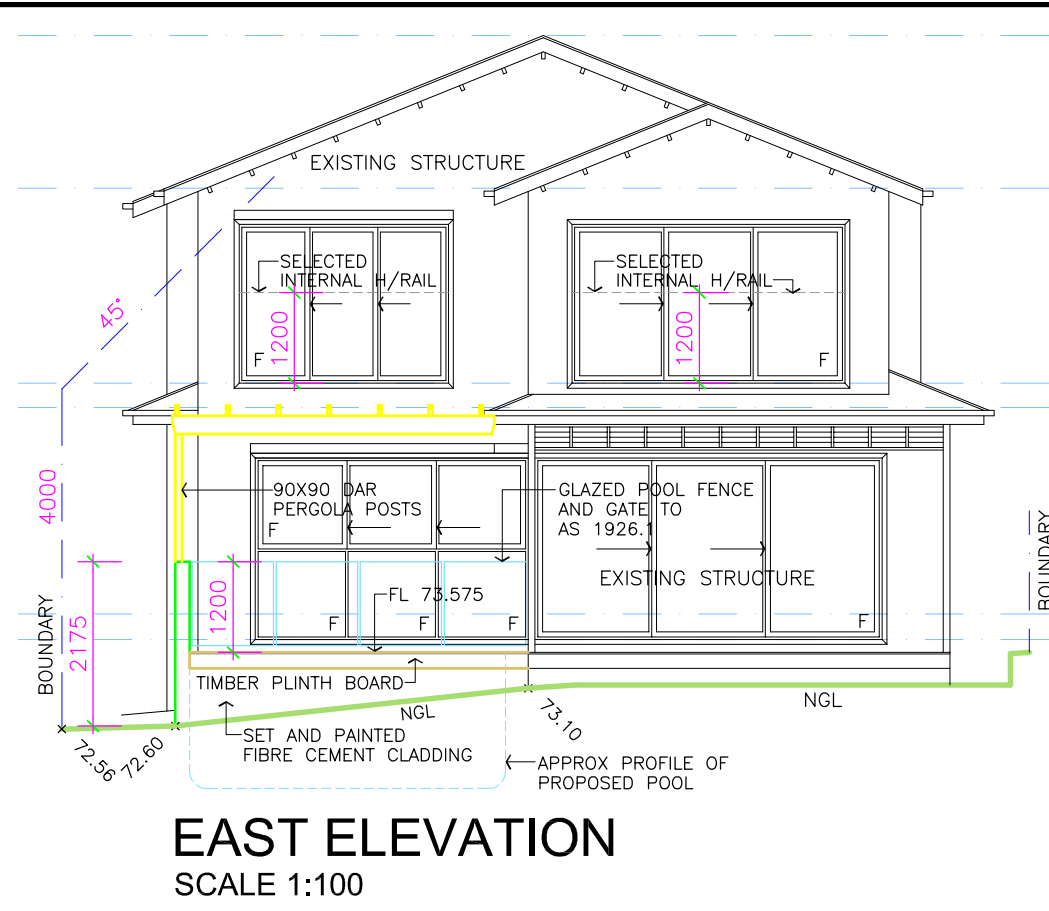 EXISTING STRUCTURE
45°
SELECTED
INTERNAL H/RAIL
1200
F
SELECTED
INTERNAL H/RAIL
1200
F
4000
90X90 DAR
PERGOLA POSTS
F
GLAZED POOL FENCE
AND GATE TO
AS 1926.1
BOUNDARY
EXISTING STRUCTURE
1200
FL 73.575
F
F
F
F
BOUNDARY
2175
TIMBER PLINTH BOARD
NGL
NGL
73.10
72.56
72.60
SET AND PAINTED
FIBRE CEMENT CLADDING
APPROX PROFILE OF
PROPOSED POOL
EAST ELEVATION
SCALE 1:100